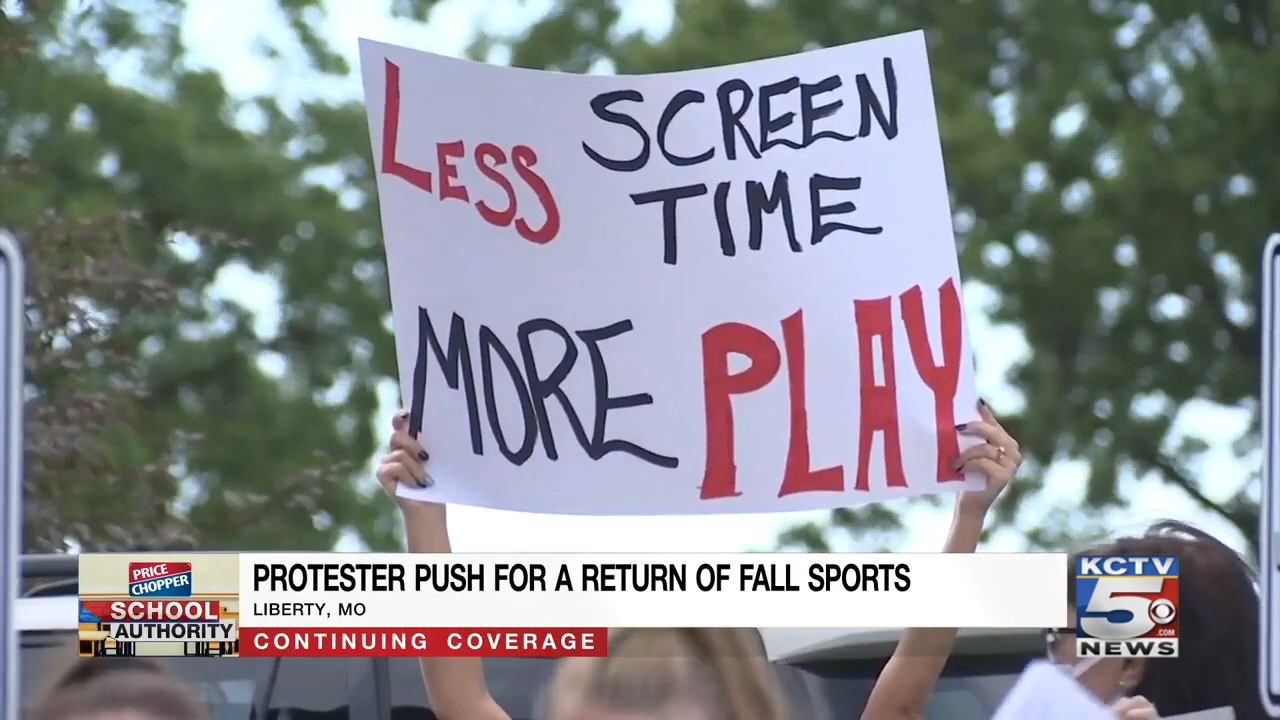 LESS SCREEN
TIME
MORE PLAY
PRICE
CHOPPER
SCHOOL
AUTHORITY
PROTESTER PUSH FOR A RETURN OF FALL SPORTS
LIBERTY, MO
CONTINUING COVERAGE
KCTV
5
.COM
NEWS